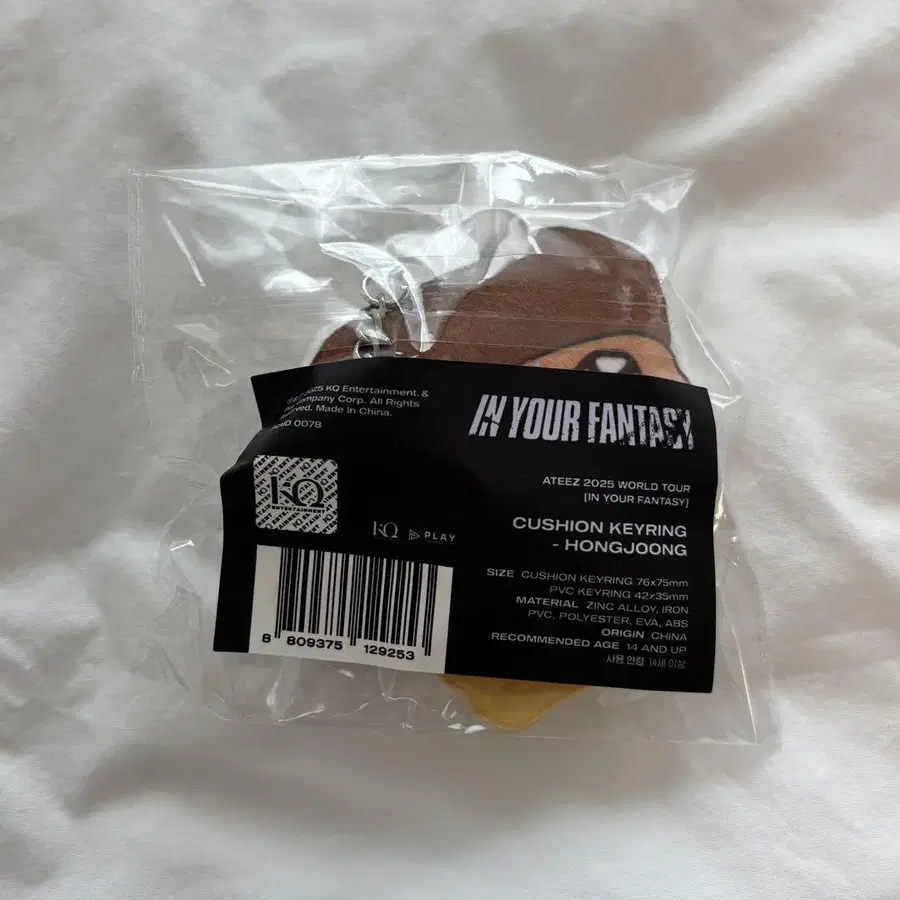 2025 KQ Entertainment. &
Company Corp. All Rights
Made In China.
0078
KQ
ENTERTAINMENT
KQ PLAY
8 809375 129253
IN YOUR FANTASY
ATEEZ 2025 WORLD TOUR
[IN YOUR FANTASY]
CUSHION KEYRING
- HONGJOONG
SIZE CUSHION KEYRING 76x75mm
PVC KEYRING 42x35mm
MATERIAL ZINC ALLOY, IRON
PVC, POLYESTER, EVA, ABS
ORIGIN CHINA
RECOMMENDED AGE 14 AND UP
사용 연령 14세 이상